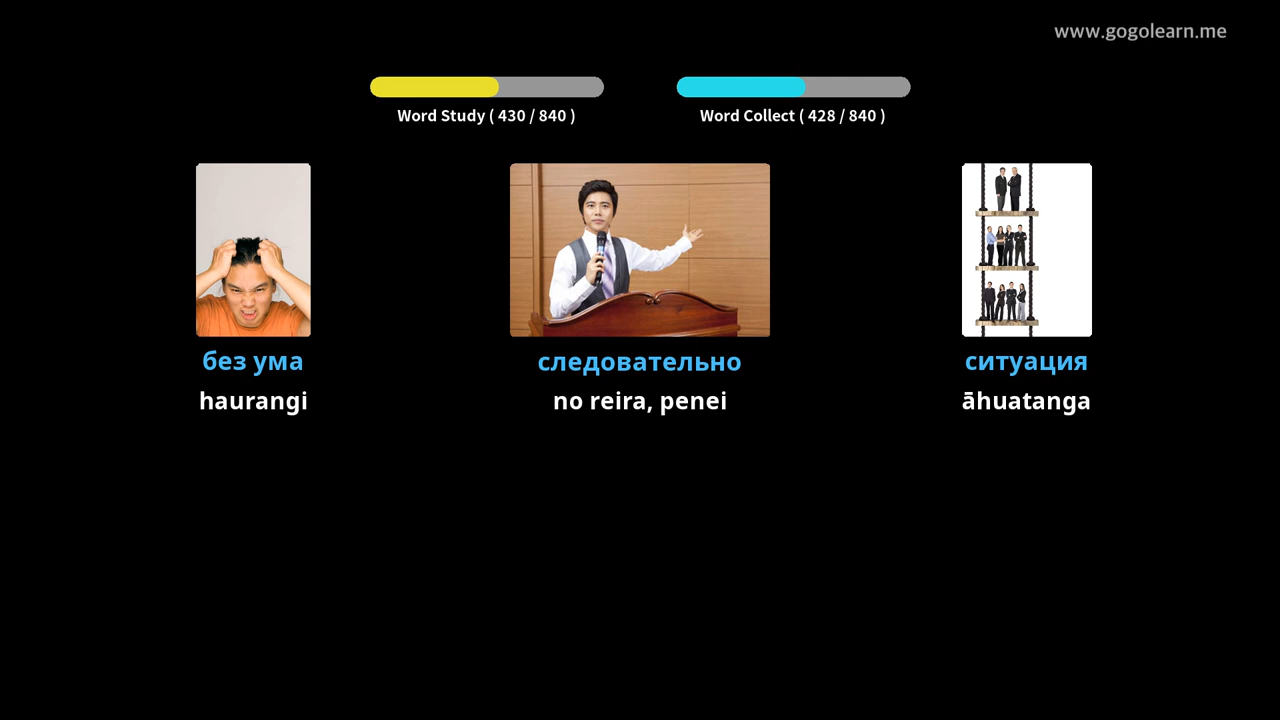 www.gogolearn.me
Word Study ( 430 / 840 )
Word Collect ( 428 / 840 )
без ума
haurangi
следовательно
no reira, penei
ситуация
āhuatanga